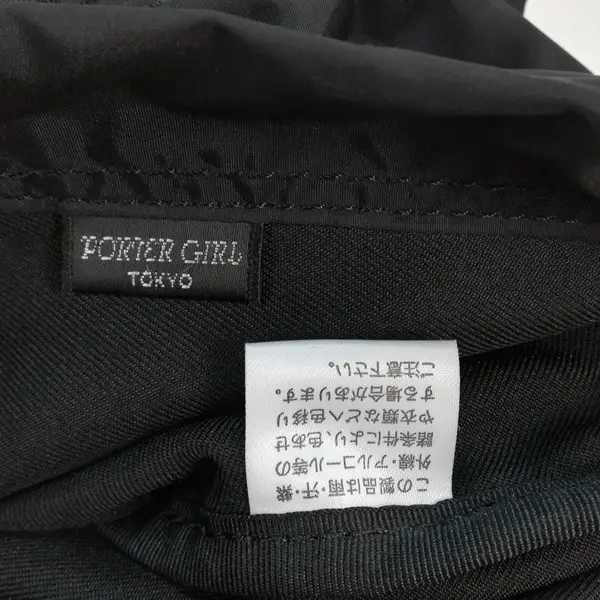 PORTER GIRL
TOKYO
この製品は雨・汗・紫
外線・アルコール等の
諸条件により、色あせ
や衣類などへ色移り
する場合があります。
ご注意下さい。